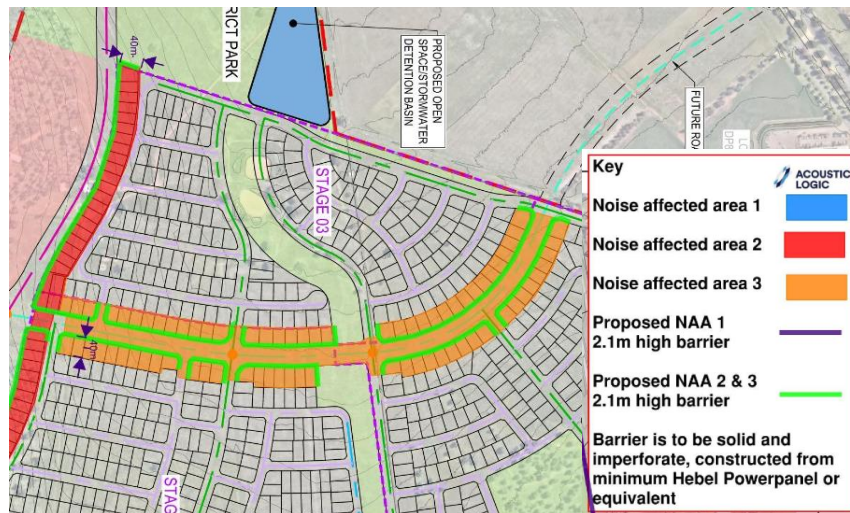 RICT PARK
40m
PROPOSED OPEN
SPACE/STORMWATER
DETENTION BASIN
FUTURE ROA
LO
DP8
STAGE 03
40m
STAG
Key
ACOUSTIC
LOGIC
Noise affected area 1
Noise affected area 2
Noise affected area 3
Proposed NAA 1
2.1m high barrier
Proposed NAA 2 & 3
2.1m high barrier
Barrier is to be solid and
imperforate, constructed from
minimum Hebel Powerpanel or
equivalent